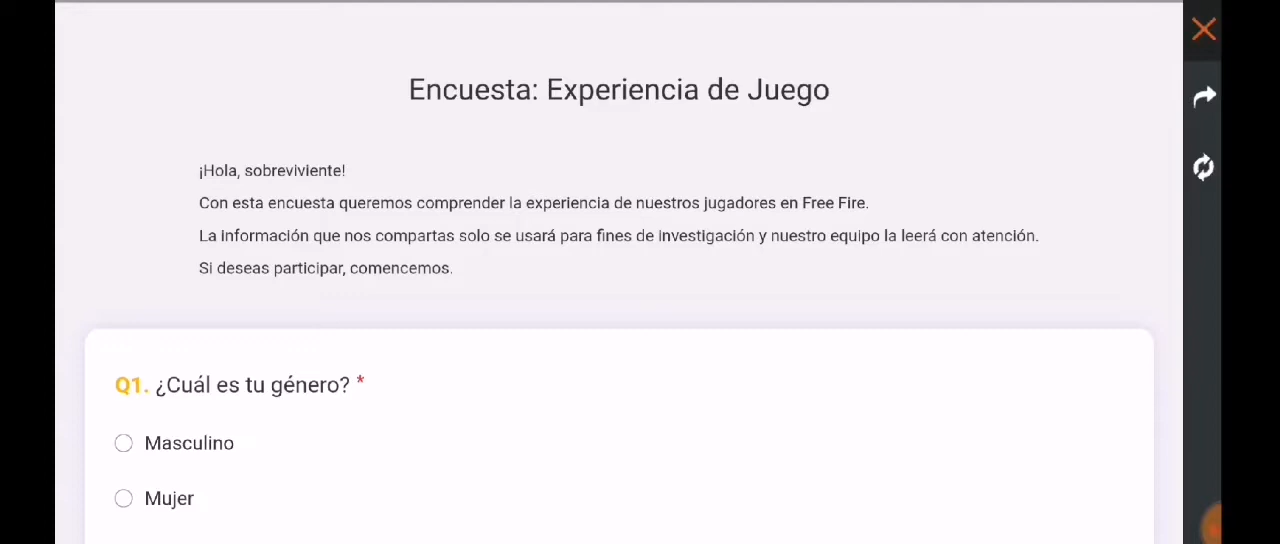 Encuesta: Experiencia de Juego
¡Hola, sobreviviente!
Con esta encuesta queremos comprender la experiencia de nuestros jugadores en Free Fire.
La información que nos compartas solo se usará para fines de investigación y nuestro equipo la leerá con atención.
Si deseas participar, comencemos.
Q1. ¿Cuál es tu género? *
Masculino
Mujer